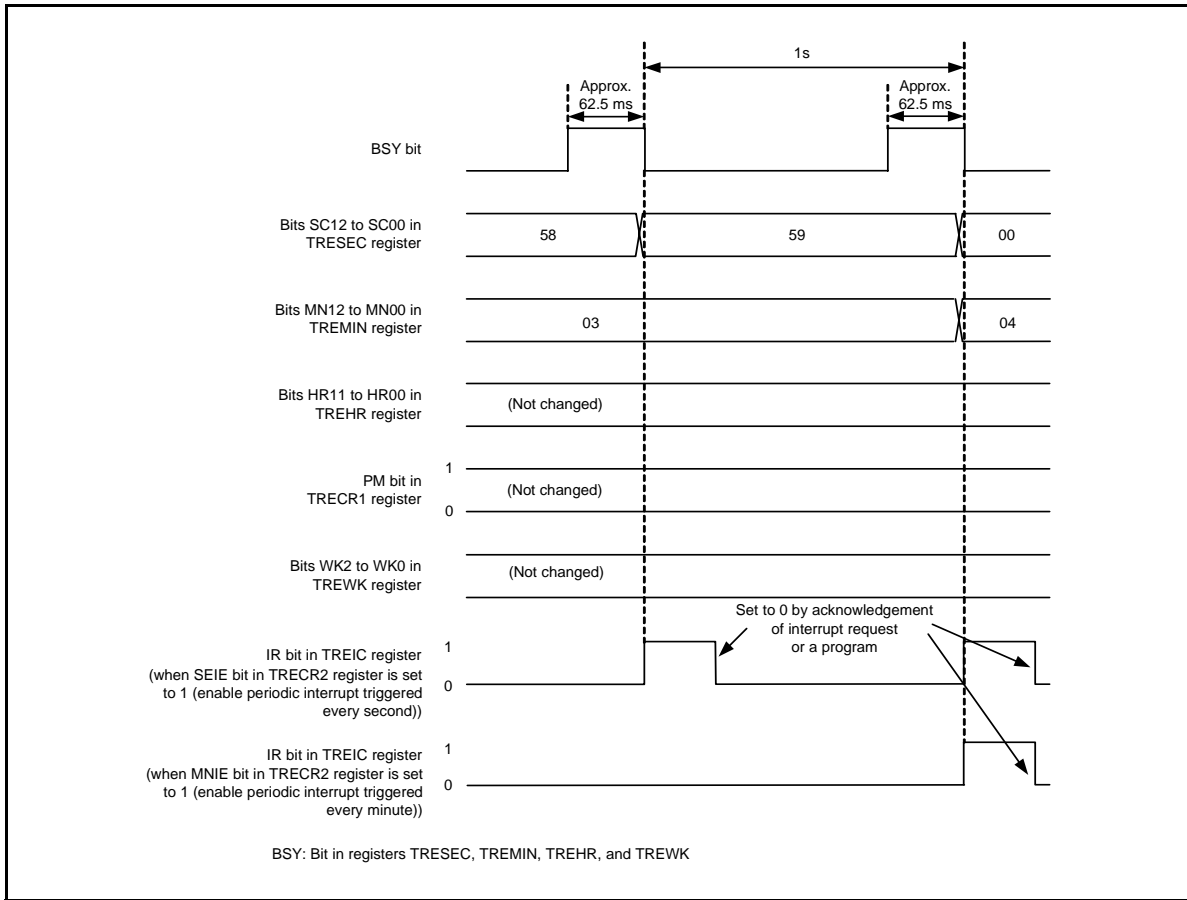 1s
Approx.
62.5 ms
Approx.
62.5 ms
BSY bit
Bits SC12 to SC00 in
TRESEC register
58
59
00
Bits MN12 to MN00 in
TREMIN register
03
04
Bits HR11 to HR00 in
TREHR register
(Not changed)
PM bit in
TRECR1 register
1
0
(Not changed)
Bits WK2 to WK0 in
TREWK register
(Not changed)
Set to 0 by acknowledgement
of interrupt request
or a program
IR bit in TREIC register
(when SEIE bit in TRECR2 register is set
to 1 (enable periodic interrupt triggered
every second))
1
0
IR bit in TREIC register
(when MNIE bit in TRECR2 register is set
to 1 (enable periodic interrupt triggered
every minute))
1
0
BSY: Bit in registers TRESEC, TREMIN, TREHR, and TREWK